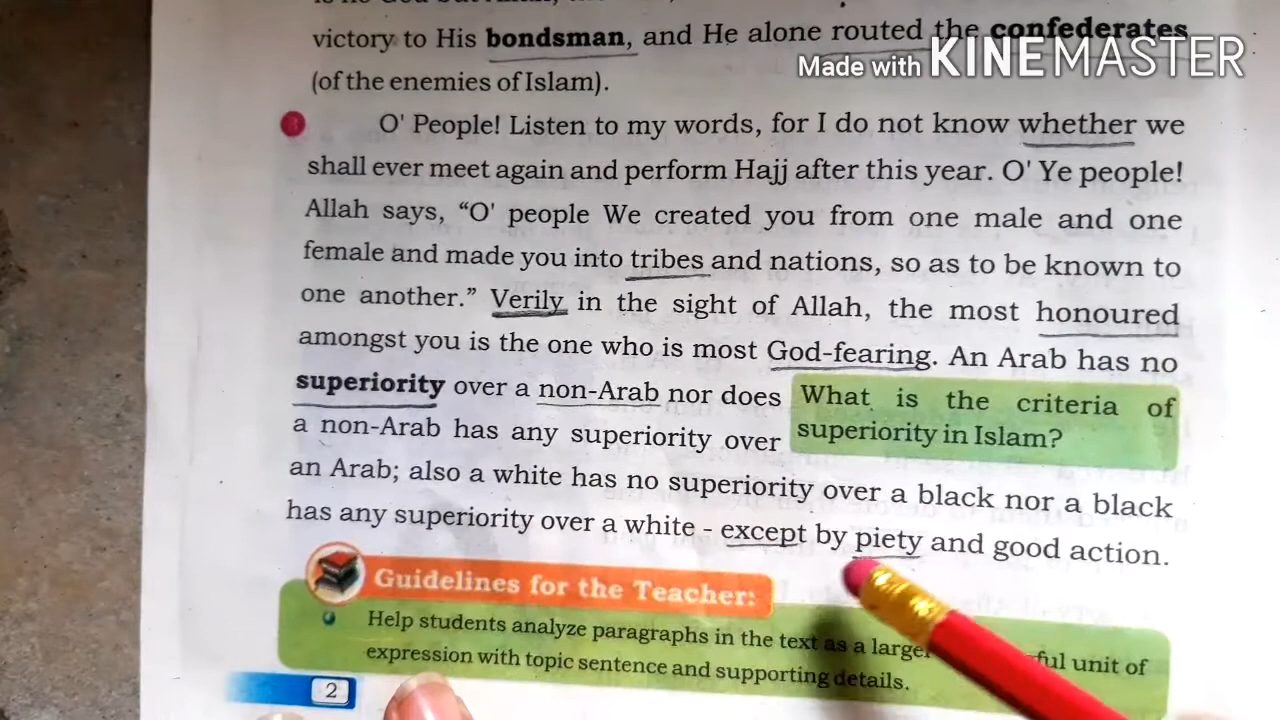 victory to His bondsman, and He alone routed the confederates
Made with KINEMASTER
(of the enemies of Islam).
3
O' People! Listen to my words, for I do not know whether we
shall ever meet again and perform Hajj after this year. O' Ye people!
Allah says, “O' people We created you from one male and one
female and made you into tribes and nations, so as to be known to
one another.” Verily in the sight of Allah, the most honoured
amongst you is the one who is most God-fearing. An Arab has no
superiority over a non-Arab nor does
a non-Arab has any superiority over
What is the criteria of
superiority in Islam?
an Arab; also a white has no superiority over a black nor a black
has any superiority over a white - except by piety and good action.
Guidelines for the Teacher:
Help students analyze paragraphs in the text as a larger unit of
expression with topic sentence and supporting details.
2